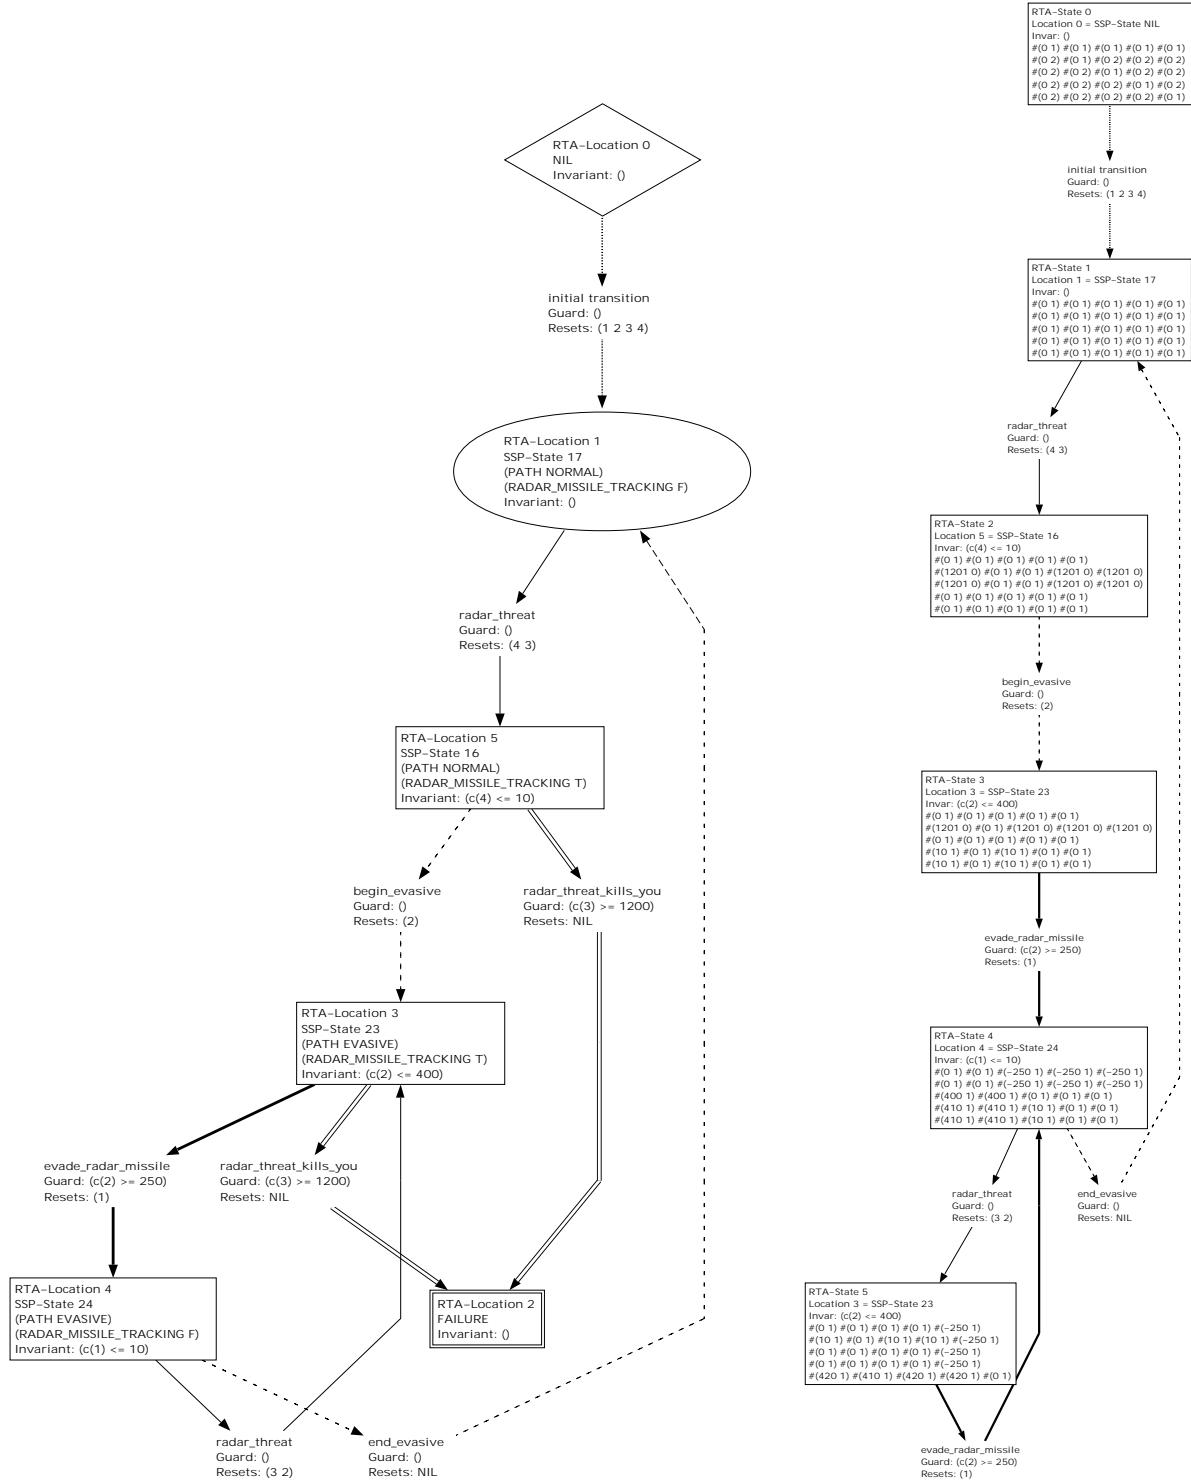 RTA–Location 0
NIL
Invariant: ()
initial transition
Guard: ()
Resets: (1 2 3 4)
RTA–Location 1
SSP–State 17
(PATH NORMAL)
(RADAR_MISSILE_TRACKING F)
Invariant: ()
radar_threat
Guard: ()
Resets: (4 3)
RTA–Location 5
SSP–State 16
(PATH NORMAL)
(RADAR_MISSILE_TRACKING T)
Invariant: (c(4) <= 10)
begin_evasive
Guard: ()
Resets: (2)
radar_threat_kills_you
Guard: (c(3) >= 1200)
Resets: NIL
RTA–Location 3
SSP–State 23
(PATH EVASIVE)
(RADAR_MISSILE_TRACKING T)
Invariant: (c(2) <= 400)
evade_radar_missile
Guard: (c(2) >= 250)
Resets: (1)
radar_threat_kills_you
Guard: (c(3) >= 1200)
Resets: NIL
RTA–Location 4
SSP–State 24
(PATH EVASIVE)
(RADAR_MISSILE_TRACKING F)
Invariant: (c(1) <= 10)
RTA–Location 2
FAILURE
Invariant: ()
radar_threat
Guard: ()
Resets: (3 2)
end_evasive
Guard: ()
Resets: NIL
RTA–State 0
Location 0 = SSP–State NIL
Invar: ()
#(0 1) #(0 1) #(0 1) #(0 1) #(0 1)
#(0 2) #(0 1) #(0 2) #(0 2) #(0 2)
#(0 2) #(0 2) #(0 1) #(0 2) #(0 2)
#(0 2) #(0 2) #(0 2) #(0 1) #(0 2)
#(0 2) #(0 2) #(0 2) #(0 2) #(0 1)
initial transition
Guard: ()
Resets: (1 2 3 4)
RTA–State 1
Location 1 = SSP–State 17
Invar: ()
#(0 1) #(0 1) #(0 1) #(0 1) #(0 1)
#(0 1) #(0 1) #(0 1) #(0 1) #(0 1)
#(0 1) #(0 1) #(0 1) #(0 1) #(0 1)
#(0 1) #(0 1) #(0 1) #(0 1) #(0 1)
#(0 1) #(0 1) #(0 1) #(0 1) #(0 1)
radar_threat
Guard: ()
Resets: (4 3)
RTA–State 2
Location 5 = SSP–State 16
Invar: (c(4) <= 10)
#(0 1) #(0 1) #(0 1) #(0 1) #(0 1)
#(1201 0) #(0 1) #(0 1) #(1201 0) #(1201 0)
#(1201 0) #(0 1) #(0 1) #(1201 0) #(1201 0)
#(0 1) #(0 1) #(0 1) #(0 1) #(0 1)
#(0 1) #(0 1) #(0 1) #(0 1) #(0 1)
begin_evasive
Guard: ()
Resets: (2)
RTA–State 3
Location 3 = SSP–State 23
Invar: (c(2) <= 400)
#(0 1) #(0 1) #(0 1) #(0 1) #(0 1)
#(1201 0) #(0 1) #(1201 0) #(1201 0) #(1201 0)
#(0 1) #(0 1) #(0 1) #(0 1) #(0 1)
#(10 1) #(0 1) #(10 1) #(0 1) #(0 1)
#(10 1) #(0 1) #(10 1) #(0 1) #(0 1)
evade_radar_missile
Guard: (c(2) >= 250)
Resets: (1)
RTA–State 4
Location 4 = SSP–State 24
Invar: (c(1) <= 10)
#(0 1) #(0 1) #(–250 1) #(–250 1) #(–250 1)
#(0 1) #(0 1) #(–250 1) #(–250 1) #(–250 1)
#(400 1) #(400 1) #(0 1) #(0 1) #(0 1)
#(410 1) #(410 1) #(10 1) #(0 1) #(0 1)
#(410 1) #(410 1) #(10 1) #(0 1) #(0 1)
radar_threat
Guard: ()
Resets: (3 2)
end_evasive
Guard: ()
Resets: NIL
RTA–State 5
Location 3 = SSP–State 23
Invar: (c(2) <= 400)
#(0 1) #(0 1) #(0 1) #(0 1) #(–250 1)
#(10 1) #(0 1) #(10 1) #(10 1) #(–250 1)
#(0 1) #(0 1) #(0 1) #(0 1) #(–250 1)
#(0 1) #(0 1) #(0 1) #(0 1) #(–250 1)
#(420 1) #(410 1) #(420 1) #(420 1) #(0 1)
evade_radar_missile
Guard: (c(2) >= 250)
Resets: (1)